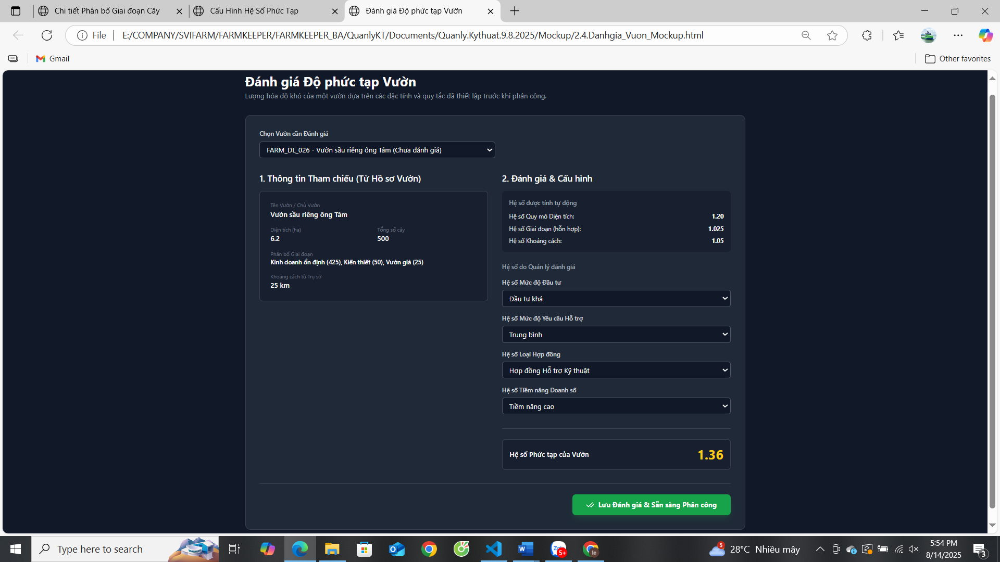 Chi tiết Phân bổ Giai đoạn Cây
Cấu Hình Hệ Số Phức Tạp
Đánh giá Độ phức tạp Vườn
File
E:/COMPANY/SVIFARM/FARMKEEPER/FARMKEEPER_BA/QuanlyKT/Documents/Quanly.Kythuat.9.8.2025/Mockup/2.4.Danhgia_Vuon_Mockup.html
Gmail
Other favorites
Đánh giá Độ phức tạp Vườn
Lượng hóa độ khó của một vườn dựa trên các đặc tính và quy tắc đã thiết lập trước khi phân công.
Chọn Vườn cần Đánh giá
FARM_DL_026 - Vườn sầu riêng ông Tám (Chưa đánh giá)
1. Thông tin Tham chiếu (Từ Hồ sơ Vườn)
Tên Vườn / Chủ Vườn
Vườn sầu riêng ông Tám
Diện tích (ha)
Tổng số cây
6.2
500
Phân bổ Giai đoạn
Kinh doanh ổn định (425), Kiến thiết (50), Vườn già (25)
Khoảng cách từ Trụ sở
25 km
2. Đánh giá & Cấu hình
Hệ số được tính tự động
Hệ số Quy mô Diện tích: 1.20
Hệ số Giai đoạn (hỗn hợp): 1.025
Hệ số Khoảng cách: 1.05
Hệ số do Quản lý đánh giá
Hệ số Mức độ Đầu tư
Đầu tư khá
Hệ số Mức độ Yêu cầu Hỗ trợ
Trung bình
Hệ số Loại Hợp đồng
Hợp đồng Hỗ trợ Kỹ thuật
Hệ số Tiềm năng Doanh số
Tiềm năng cao
Hệ số Phức tạp của Vườn 1.36
Lưu Đánh giá & Sẵn sàng Phân công
Type here to search
5+
le
5
28°C Nhiều mây
5:54 PM
8/14/2025
3